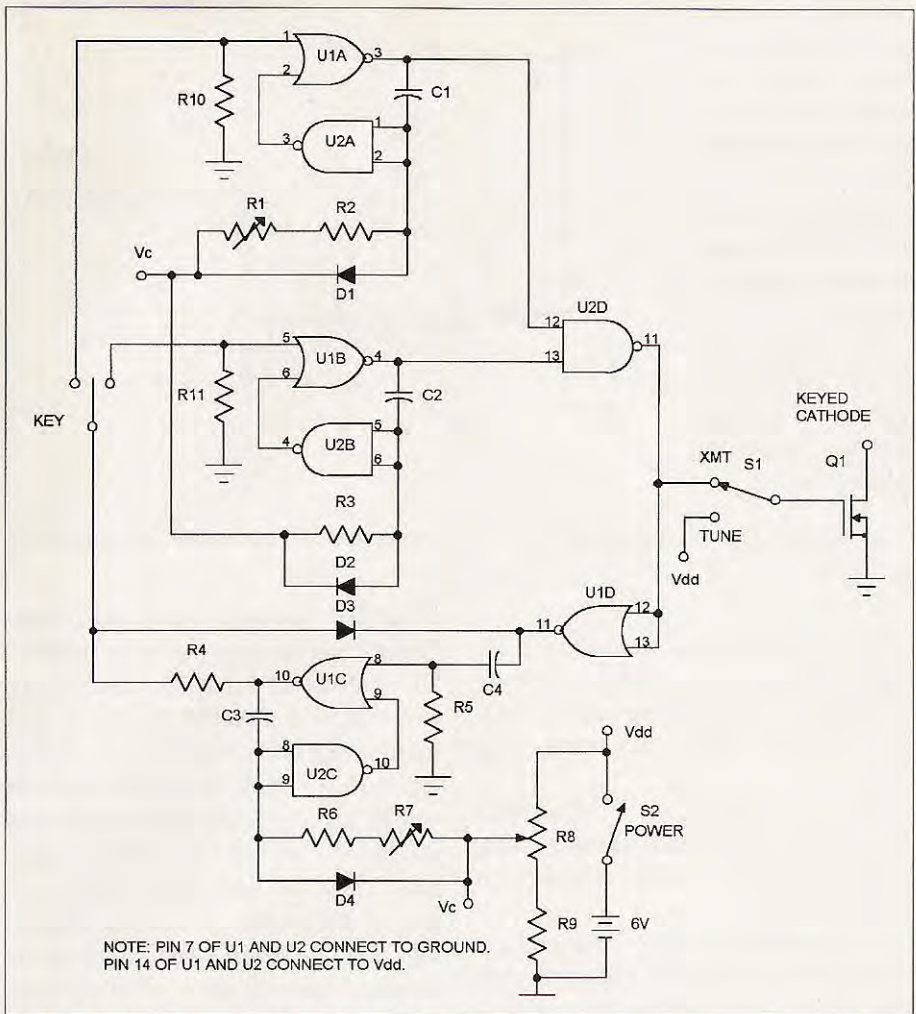 1
U1A
3
2
C1
R10
3
U2A
1
2
R1
R2
Vc
D1
U2D
12
11
13
5
U1B
4
6
C2
R11
KEY
4
U2B
5
6
KEYED
CATHODE
XMT
S1
Q1
R3
TUNE
D2
Vdd
D3
U1D
12
11
13
R4
10
U1C
8
9
C4
C3
R5
8
U2C
10
9
Vdd
R6
R7
S2
POWER
R8
D4
Vc
R9
6V
NOTE: PIN 7 OF U1 AND U2 CONNECT TO GROUND.
PIN 14 OF U1 AND U2 CONNECT TO Vdd.